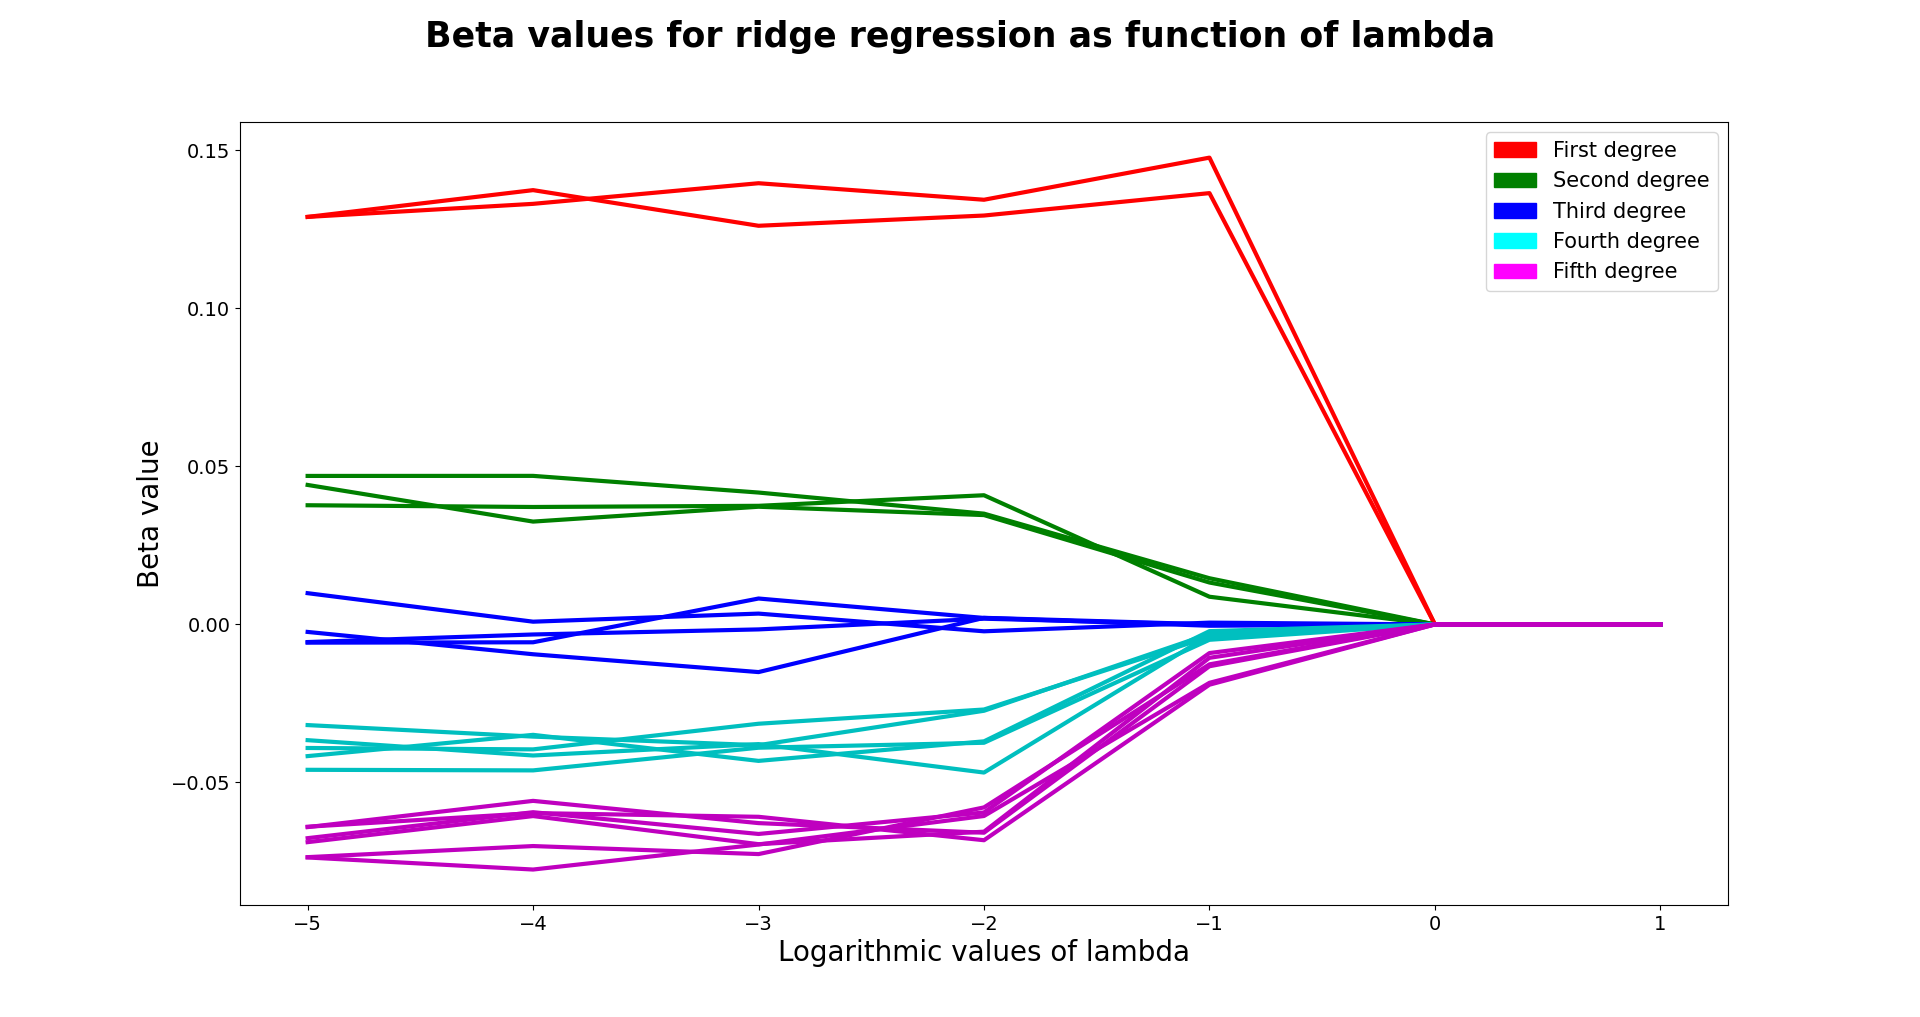 Beta values for ridge regression as function of lambda
First degree
Second degree
Third degree
Fourth degree
Fifth degree
0.15
0.10
0.05
0.00
−0.05
Beta value
−5 −4 −3 −2 −1 0 1
Logarithmic values of lambda